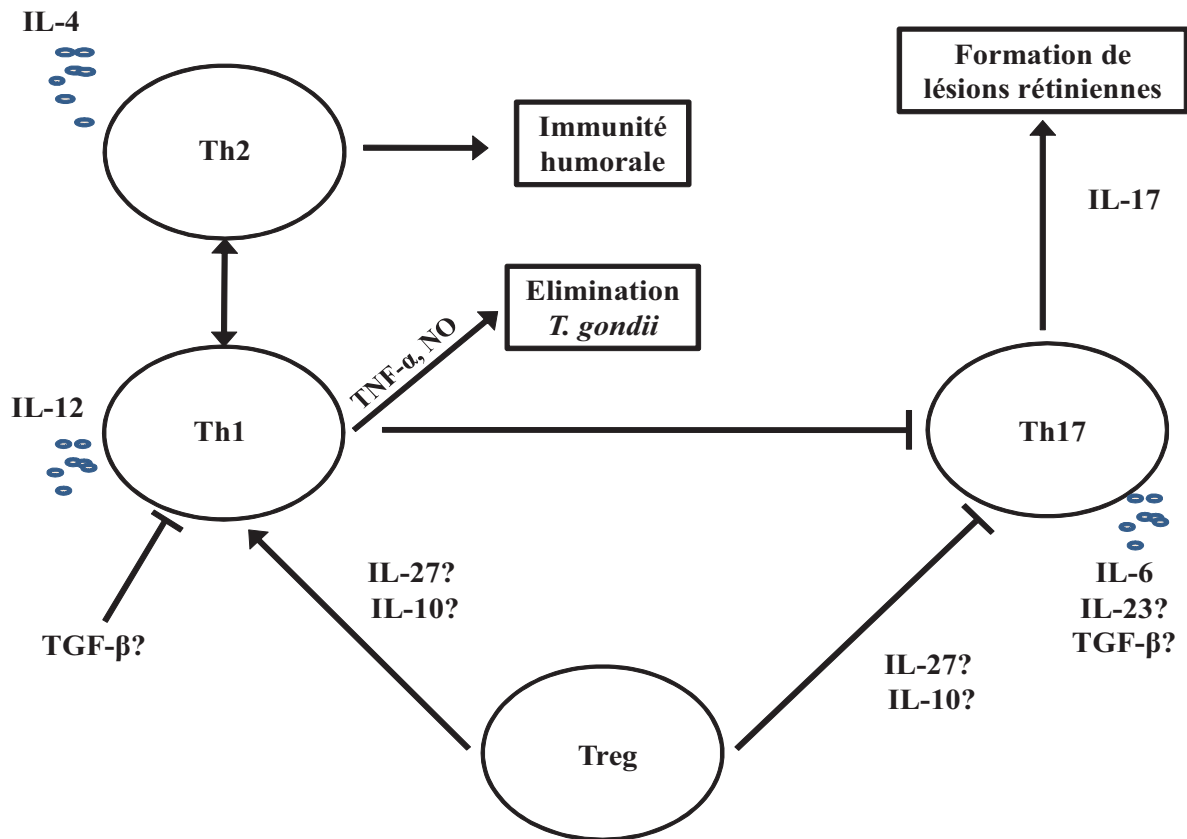 IL-4
Th2
Immunité
humorale
Formation de
lésions rétiniennes
IL-17
Elimination
T. gondii
TNF-α, NO
IL-12
Th1
Th17
TGF-β?
IL-27?
IL-10?
IL-6
IL-23?
TGF-β?
IL-27?
IL-10?
Treg